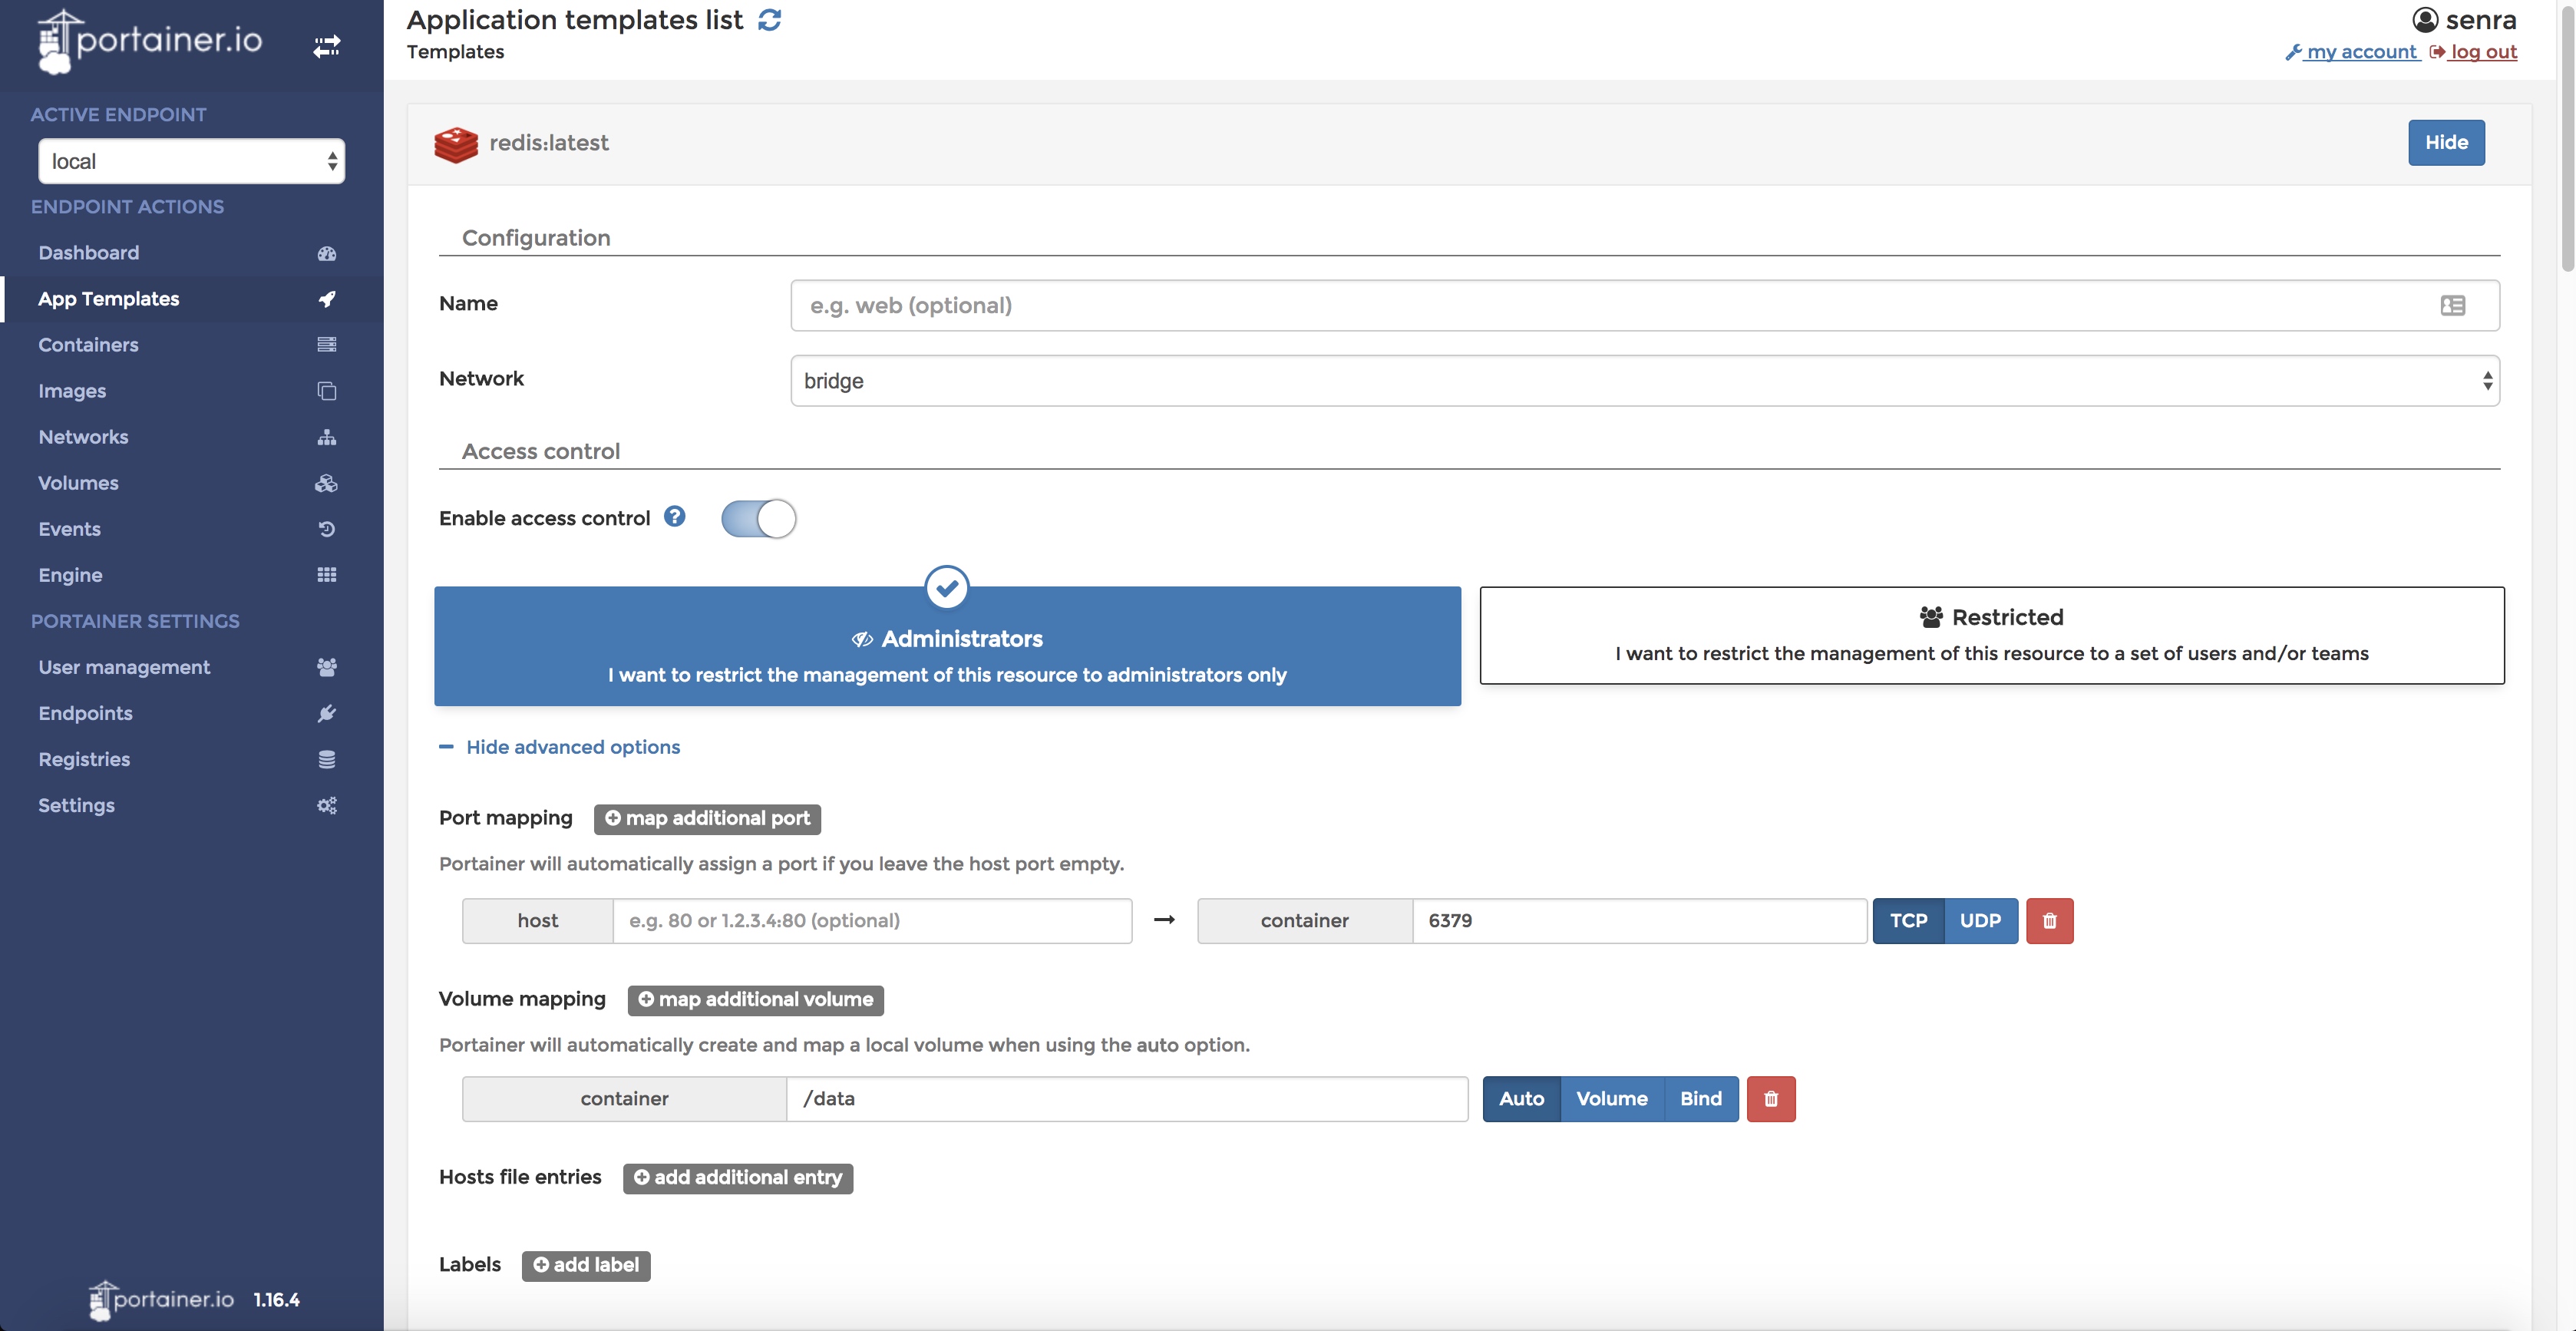 portainer.io
ACTIVE ENDPOINT
local
ENDPOINT ACTIONS
Dashboard
App Templates
Containers
Images
Networks
Volumes
Events
Engine
PORTAINER SETTINGS
User management
Endpoints
Registries
Settings
portainer.io 1.16.4
Application templates list
Templates
senra
my account log out
redis:latest
Hide
Configuration
Name e.g. web (optional)
Network bridge
Access control
Enable access control
Administrators
I want to restrict the management of this resource to administrators only
Restricted
I want to restrict the management of this resource to a set of users and/or teams
Hide advanced options
Port mapping map additional port
Portainer will automatically assign a port if you leave the host port empty.
host e.g. 80 or 1.2.3.4:80 (optional) → container 6379 TCP UDP
Volume mapping map additional volume
Portainer will automatically create and map a local volume when using the auto option.
container /data Auto Volume Bind
Hosts file entries add additional entry
Labels add label